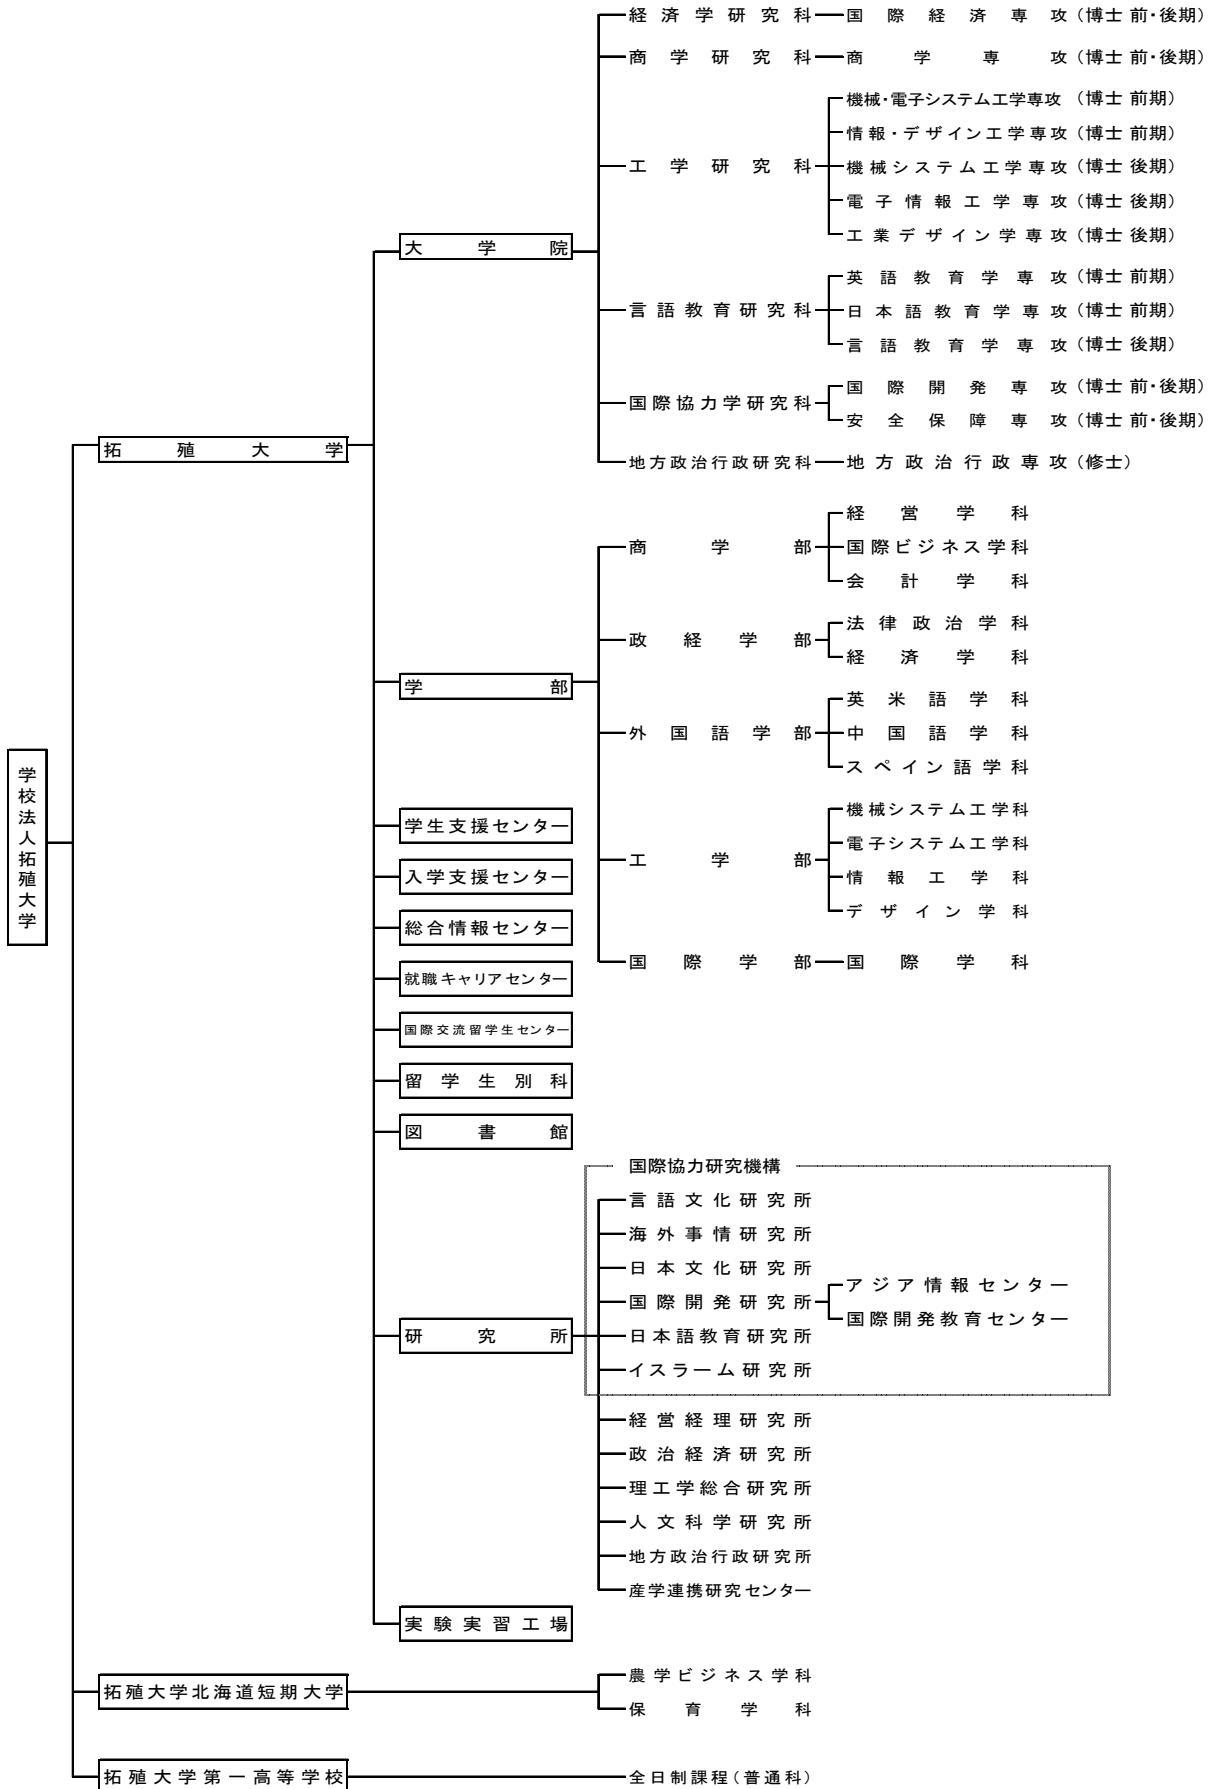 学校法人拓殖大学
拓殖大学
大学院
経済学研究科 国際経済専攻(博士 前・後期)
商学研究科 商学専攻(博士 前・後期)
工学研究科
機械・電子システム工学専攻(博士 前期)
情報・デザイン工学専攻(博士 前期)
機械システム工学専攻(博士 後期)
電子情報工学専攻(博士 後期)
工業デザイン学専攻(博士 後期)
言語教育研究科
英語教育学専攻(博士 前期)
日本語教育学専攻(博士 前期)
言語教育学専攻(博士 後期)
国際協力学研究科
国際開発専攻(博士 前・後期)
安全保障専攻(博士 前・後期)
地方政治行政研究科 地方政治行政専攻(修士)
学部
商学部
経営学科
国際ビジネス学科
会計学科
政経学部
法律政治学科
経済学科
外国語学部
英米語学科
中国語学科
スペイン語学科
工学部
機械システム工学科
電子システム工学科
情報工学科
デザイン学科
国際学部 国際学科
学生支援センター
入学支援センター
総合情報センター
就職キャリアセンター
国際交流留学生センター
留学生別科
図書館
研究所
国際協力研究機構
言語文化研究所
海外事情研究所
日本文化研究所
国際開発研究所
アジア情報センター
国際開発教育センター
日本語教育研究所
イスラーム研究所
経営経理研究所
政治経済研究所
理工学総合研究所
人文科学研究所
地方政治行政研究所
産学連携研究センター
実験実習工場
拓殖大学北海道短期大学
農学ビジネス学科
保育学科
拓殖大学第一高等学校 全日制課程(普通科)